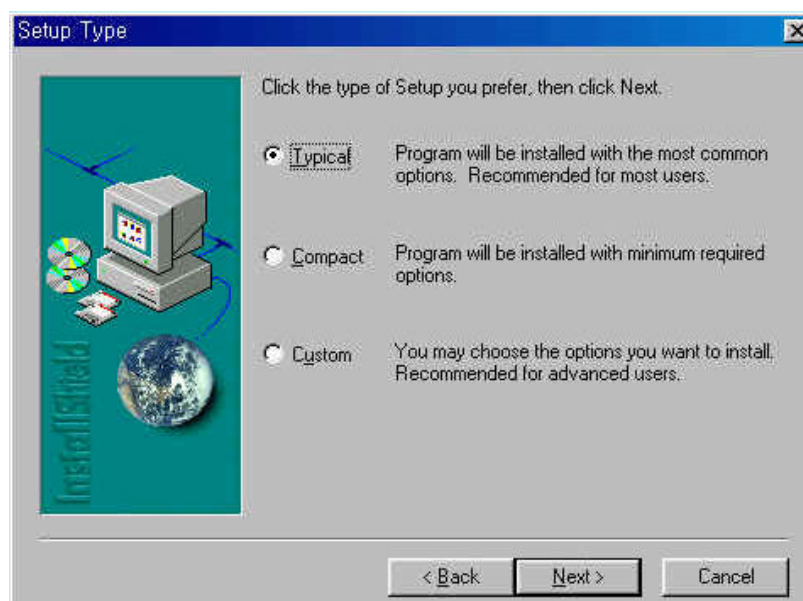 Setup Type
Click the type of Setup you prefer, then click Next.
Typical
Program will be installed with the most common
options. Recommended for most users.
Compact
Program will be installed with minimum required
options.
Custom
You may choose the options you want to install.
Recommended for advanced users.
InstallShield
< Back
Next >
Cancel